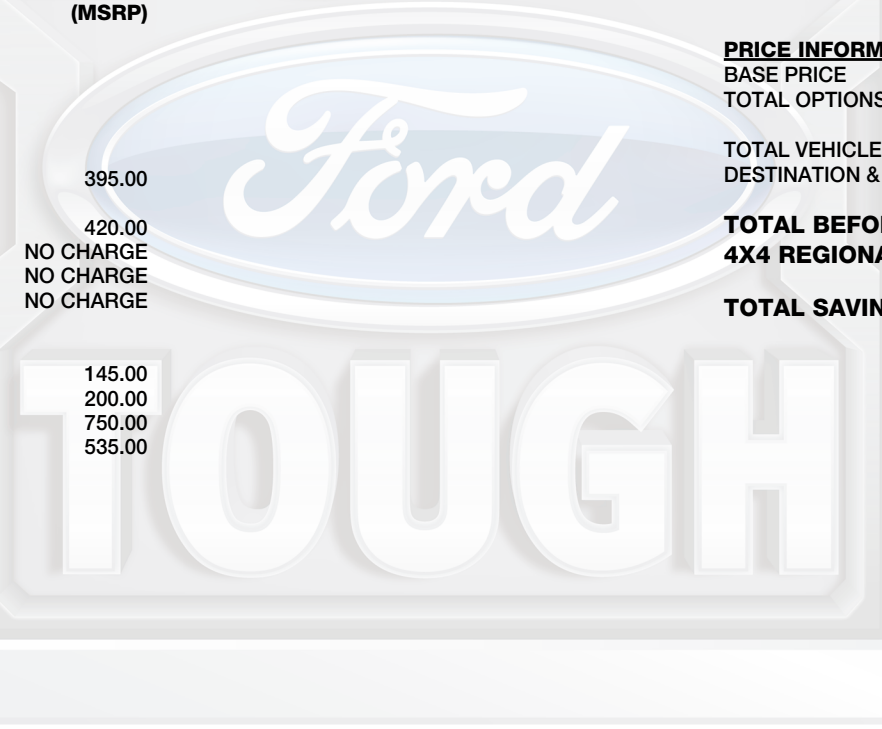 (MSRP)
395.00
420.00
NO CHARGE
NO CHARGE
NO CHARGE
145.00
200.00
750.00
535.00
PRICE INFORM
BASE PRICE
TOTAL OPTIONS
TOTAL VEHICLE
DESTINATION &
TOTAL BEFO
4X4 REGIONA
TOTAL SAVIN
Ford
TOUGH